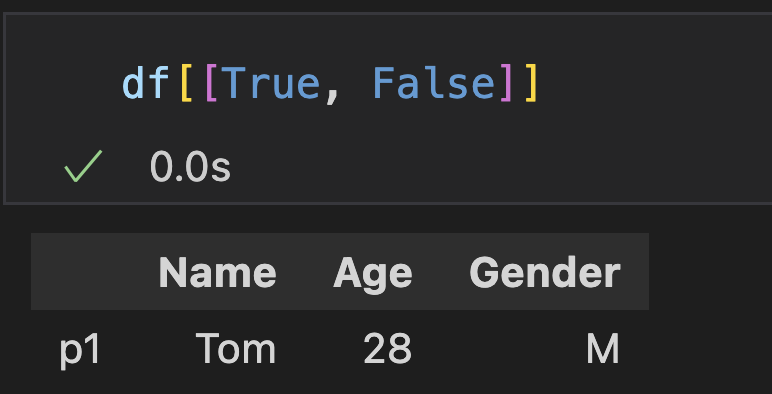 df[[True, False]]
0.0s
Name Age Gender
p1 Tom 28 M